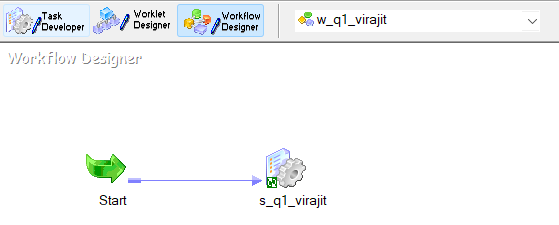 Task
Developer
Worklet
Designer
Workflow
Designer
w_q1_virajit
Workflow Designer
Start
s_q1_virajit